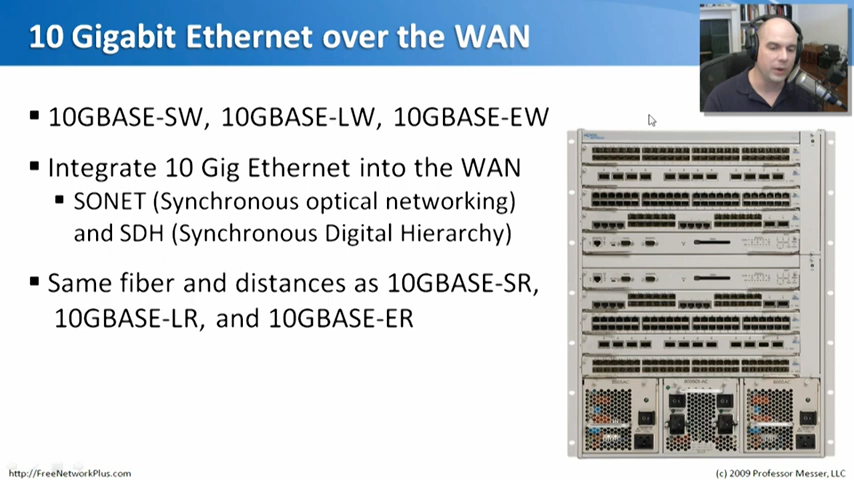 10 Gigabit Ethernet over the WAN
10GBASE-SW, 10GBASE-LW, 10GBASE-EW
Integrate 10 Gig Ethernet into the WAN
SONET (Synchronous optical networking)
and SDH (Synchronous Digital Hierarchy)
Same fiber and distances as 10GBASE-SR,
10GBASE-LR, and 10GBASE-ER
http://FreeNetworkPlus.com
(c) 2009 Professor Messer, LLC